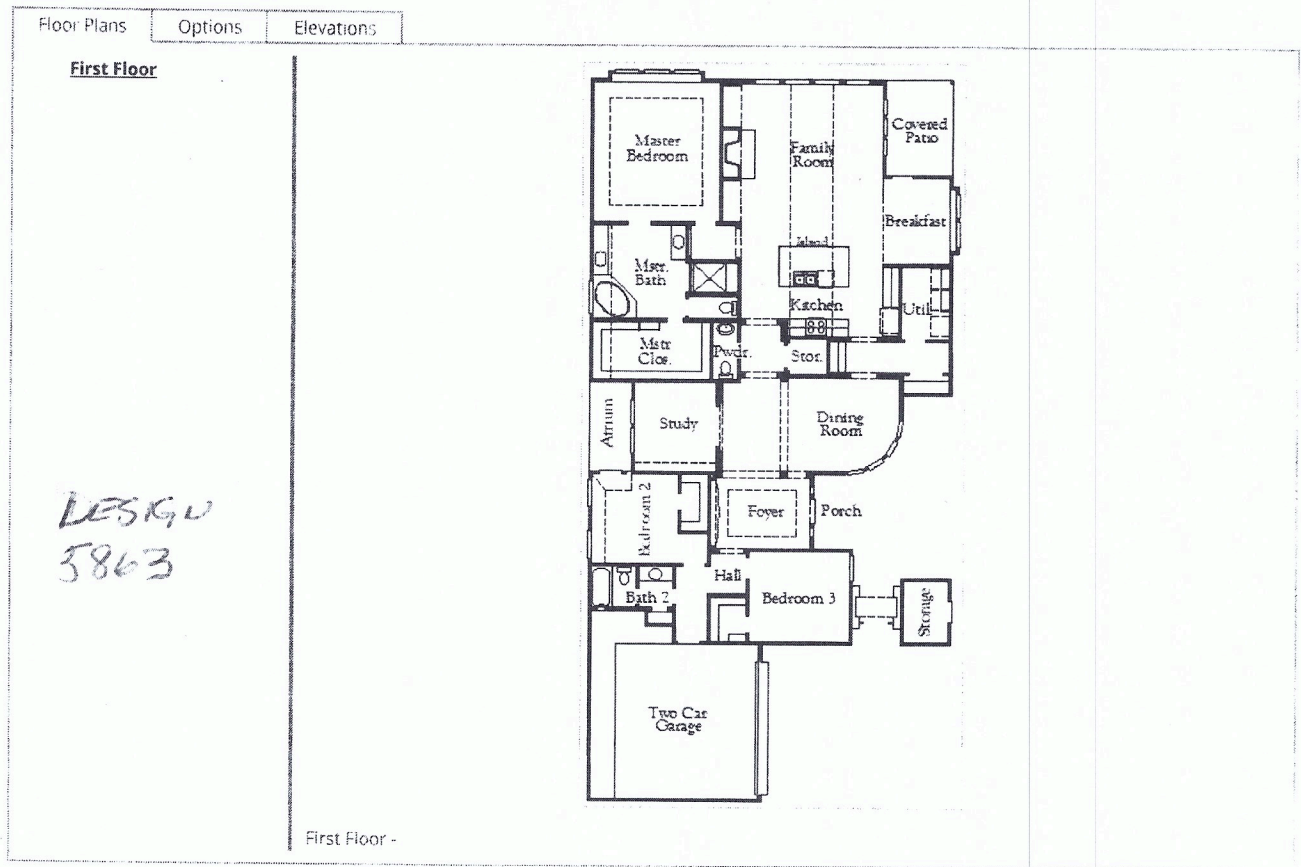 Floor Plans
Options
Elevations
First Floor
Covered
Patio
Master
Bedroom
Family
Room
Breakfast
Island
Mstr.
Bath
Kitchen
Util.
Mstr
Clos.
Pwdr.
Stor.
Atrium
Study
Dining
Room
Bedroom 2
Foyer
Porch
DESIGN
5863
Hall
Bath 2
Bedroom 3
Storage
Two Car
Garage
First Floor -